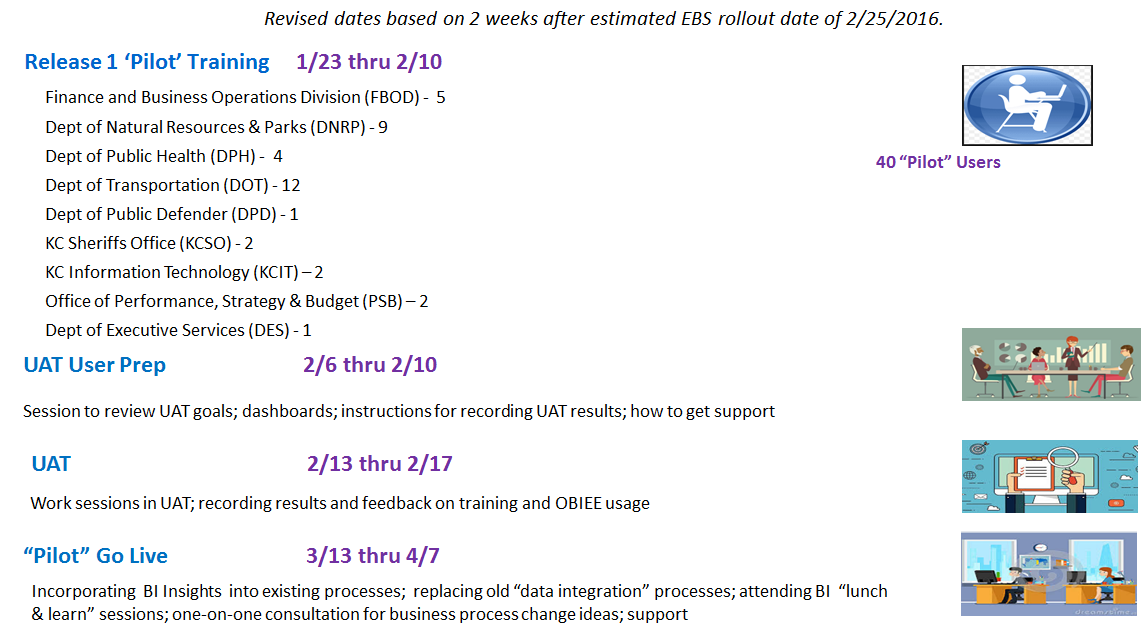 Revised dates based on 2 weeks after estimated EBS rollout date of 2/25/2016.
Release 1 ‘Pilot’ Training 1/23 thru 2/10
Finance and Business Operations Division (FBOD) - 5
Dept of Natural Resources & Parks (DNRP) - 9
Dept of Public Health (DPH) - 4
40 “Pilot” Users
Dept of Transportation (DOT) - 12
Dept of Public Defender (DPD) - 1
KC Sheriffs Office (KCSO) - 2
KC Information Technology (KCIT) – 2
Office of Performance, Strategy & Budget (PSB) – 2
Dept of Executive Services (DES) - 1
UAT User Prep 2/6 thru 2/10
Session to review UAT goals; dashboards; instructions for recording UAT results; how to get support
UAT 2/13 thru 2/17
Work sessions in UAT; recording results and feedback on training and OBIEE usage
“Pilot” Go Live 3/13 thru 4/7
Incorporating BI Insights into existing processes; replacing old “data integration” processes; attending BI “lunch
& learn” sessions; one-on-one consultation for business process change ideas; support
dreamstime